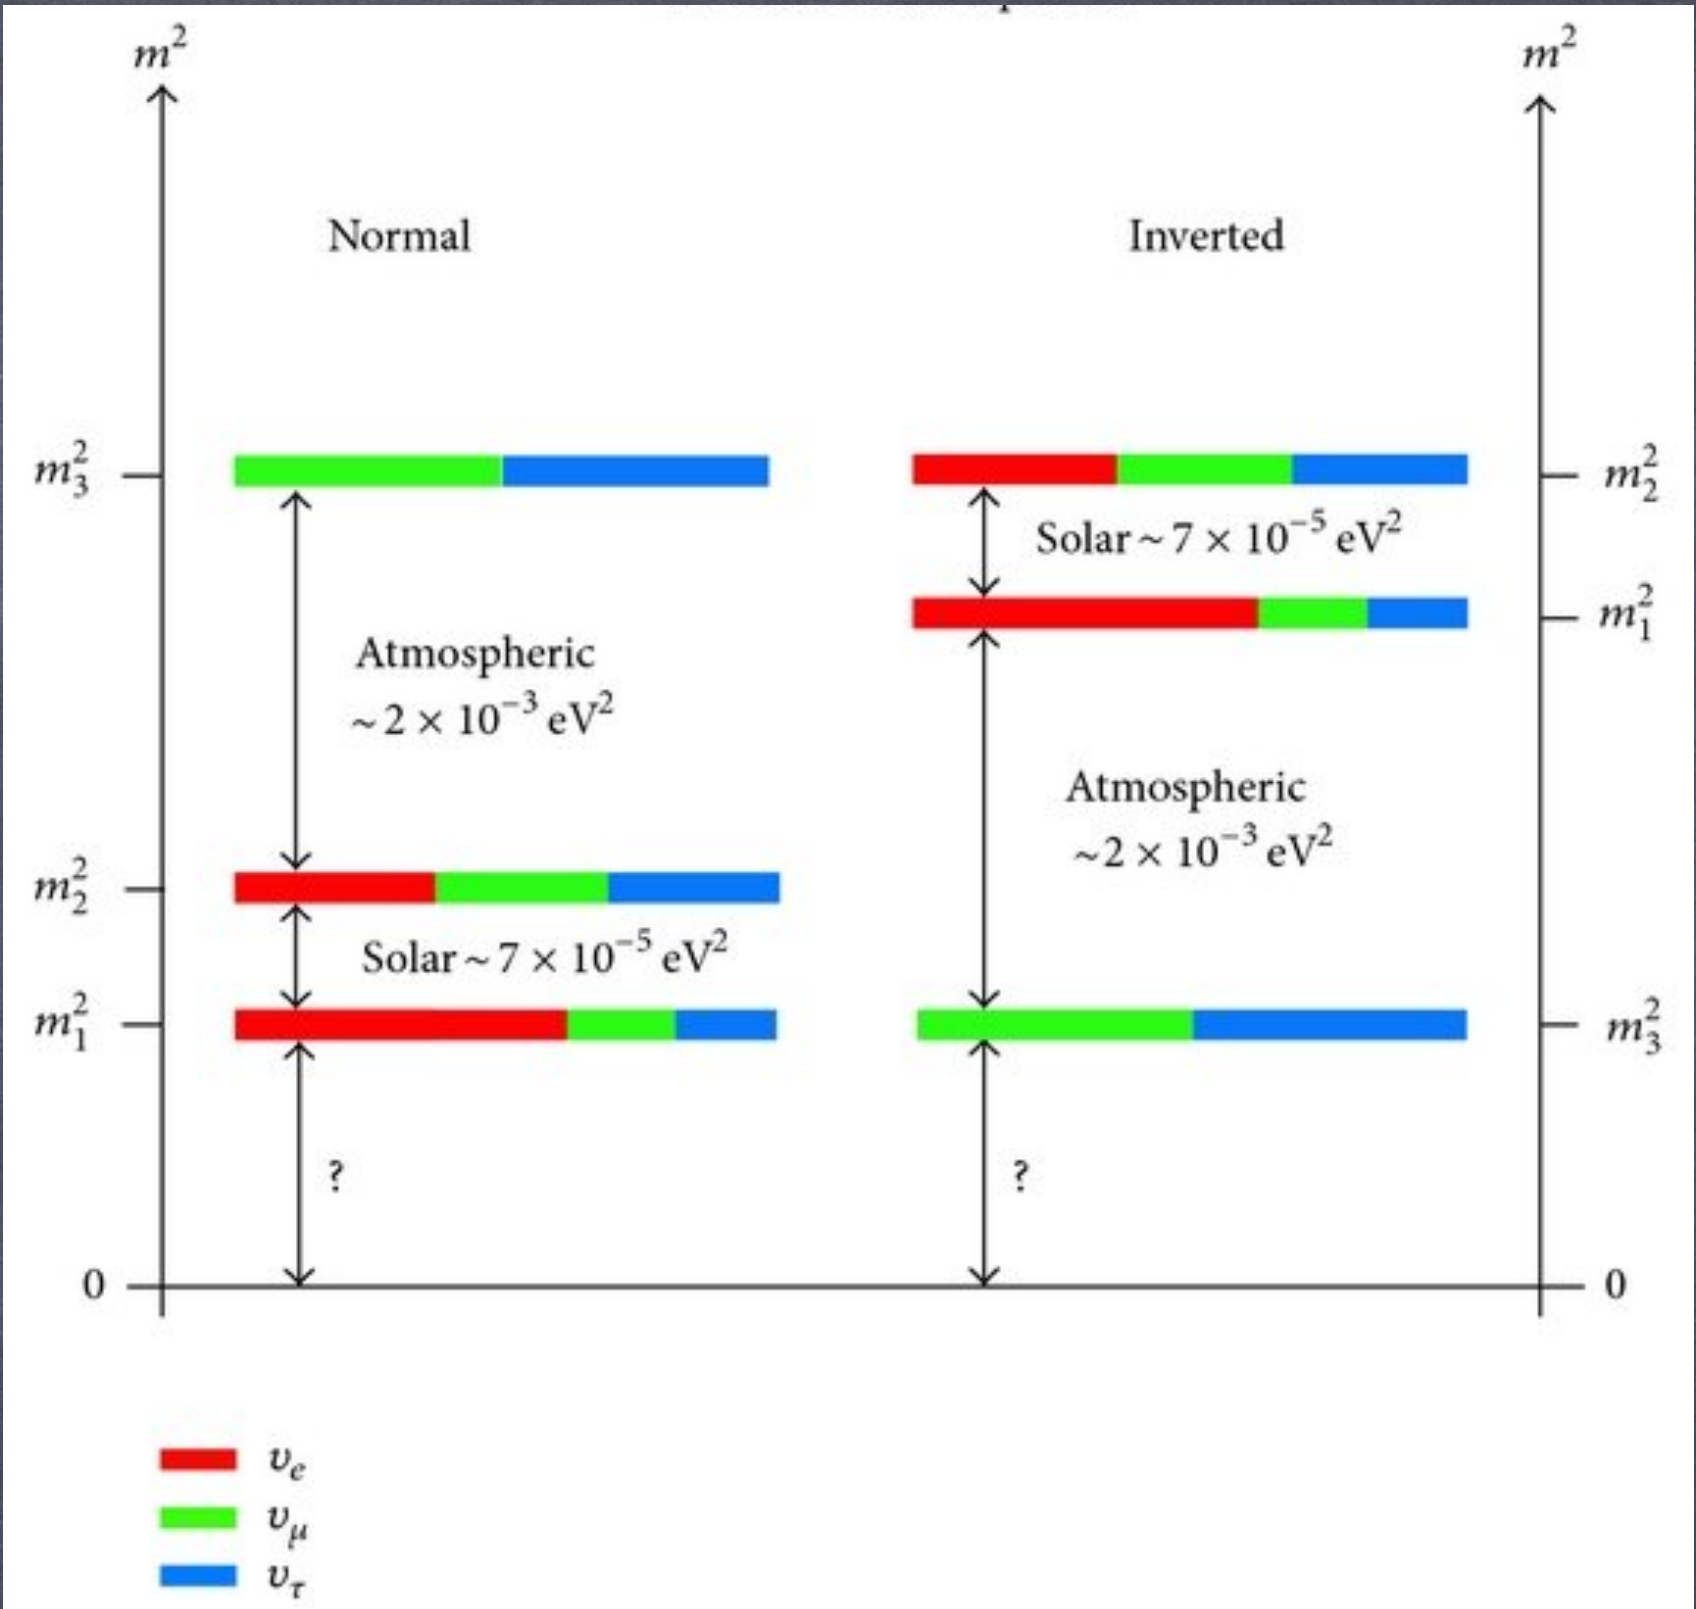 m²
m²
Normal
Inverted
m₃²
m₂²
Solar ~ 7 × 10⁻⁵ eV²
m₁²
Atmospheric
~ 2 × 10⁻³ eV²
Atmospheric
~2 × 10⁻³ eV²
m₂²
Solar ~ 7 × 10⁻⁵ eV²
m₁²
m₃²
?
?
0
0
υₑ
υ_μ
υ_τ